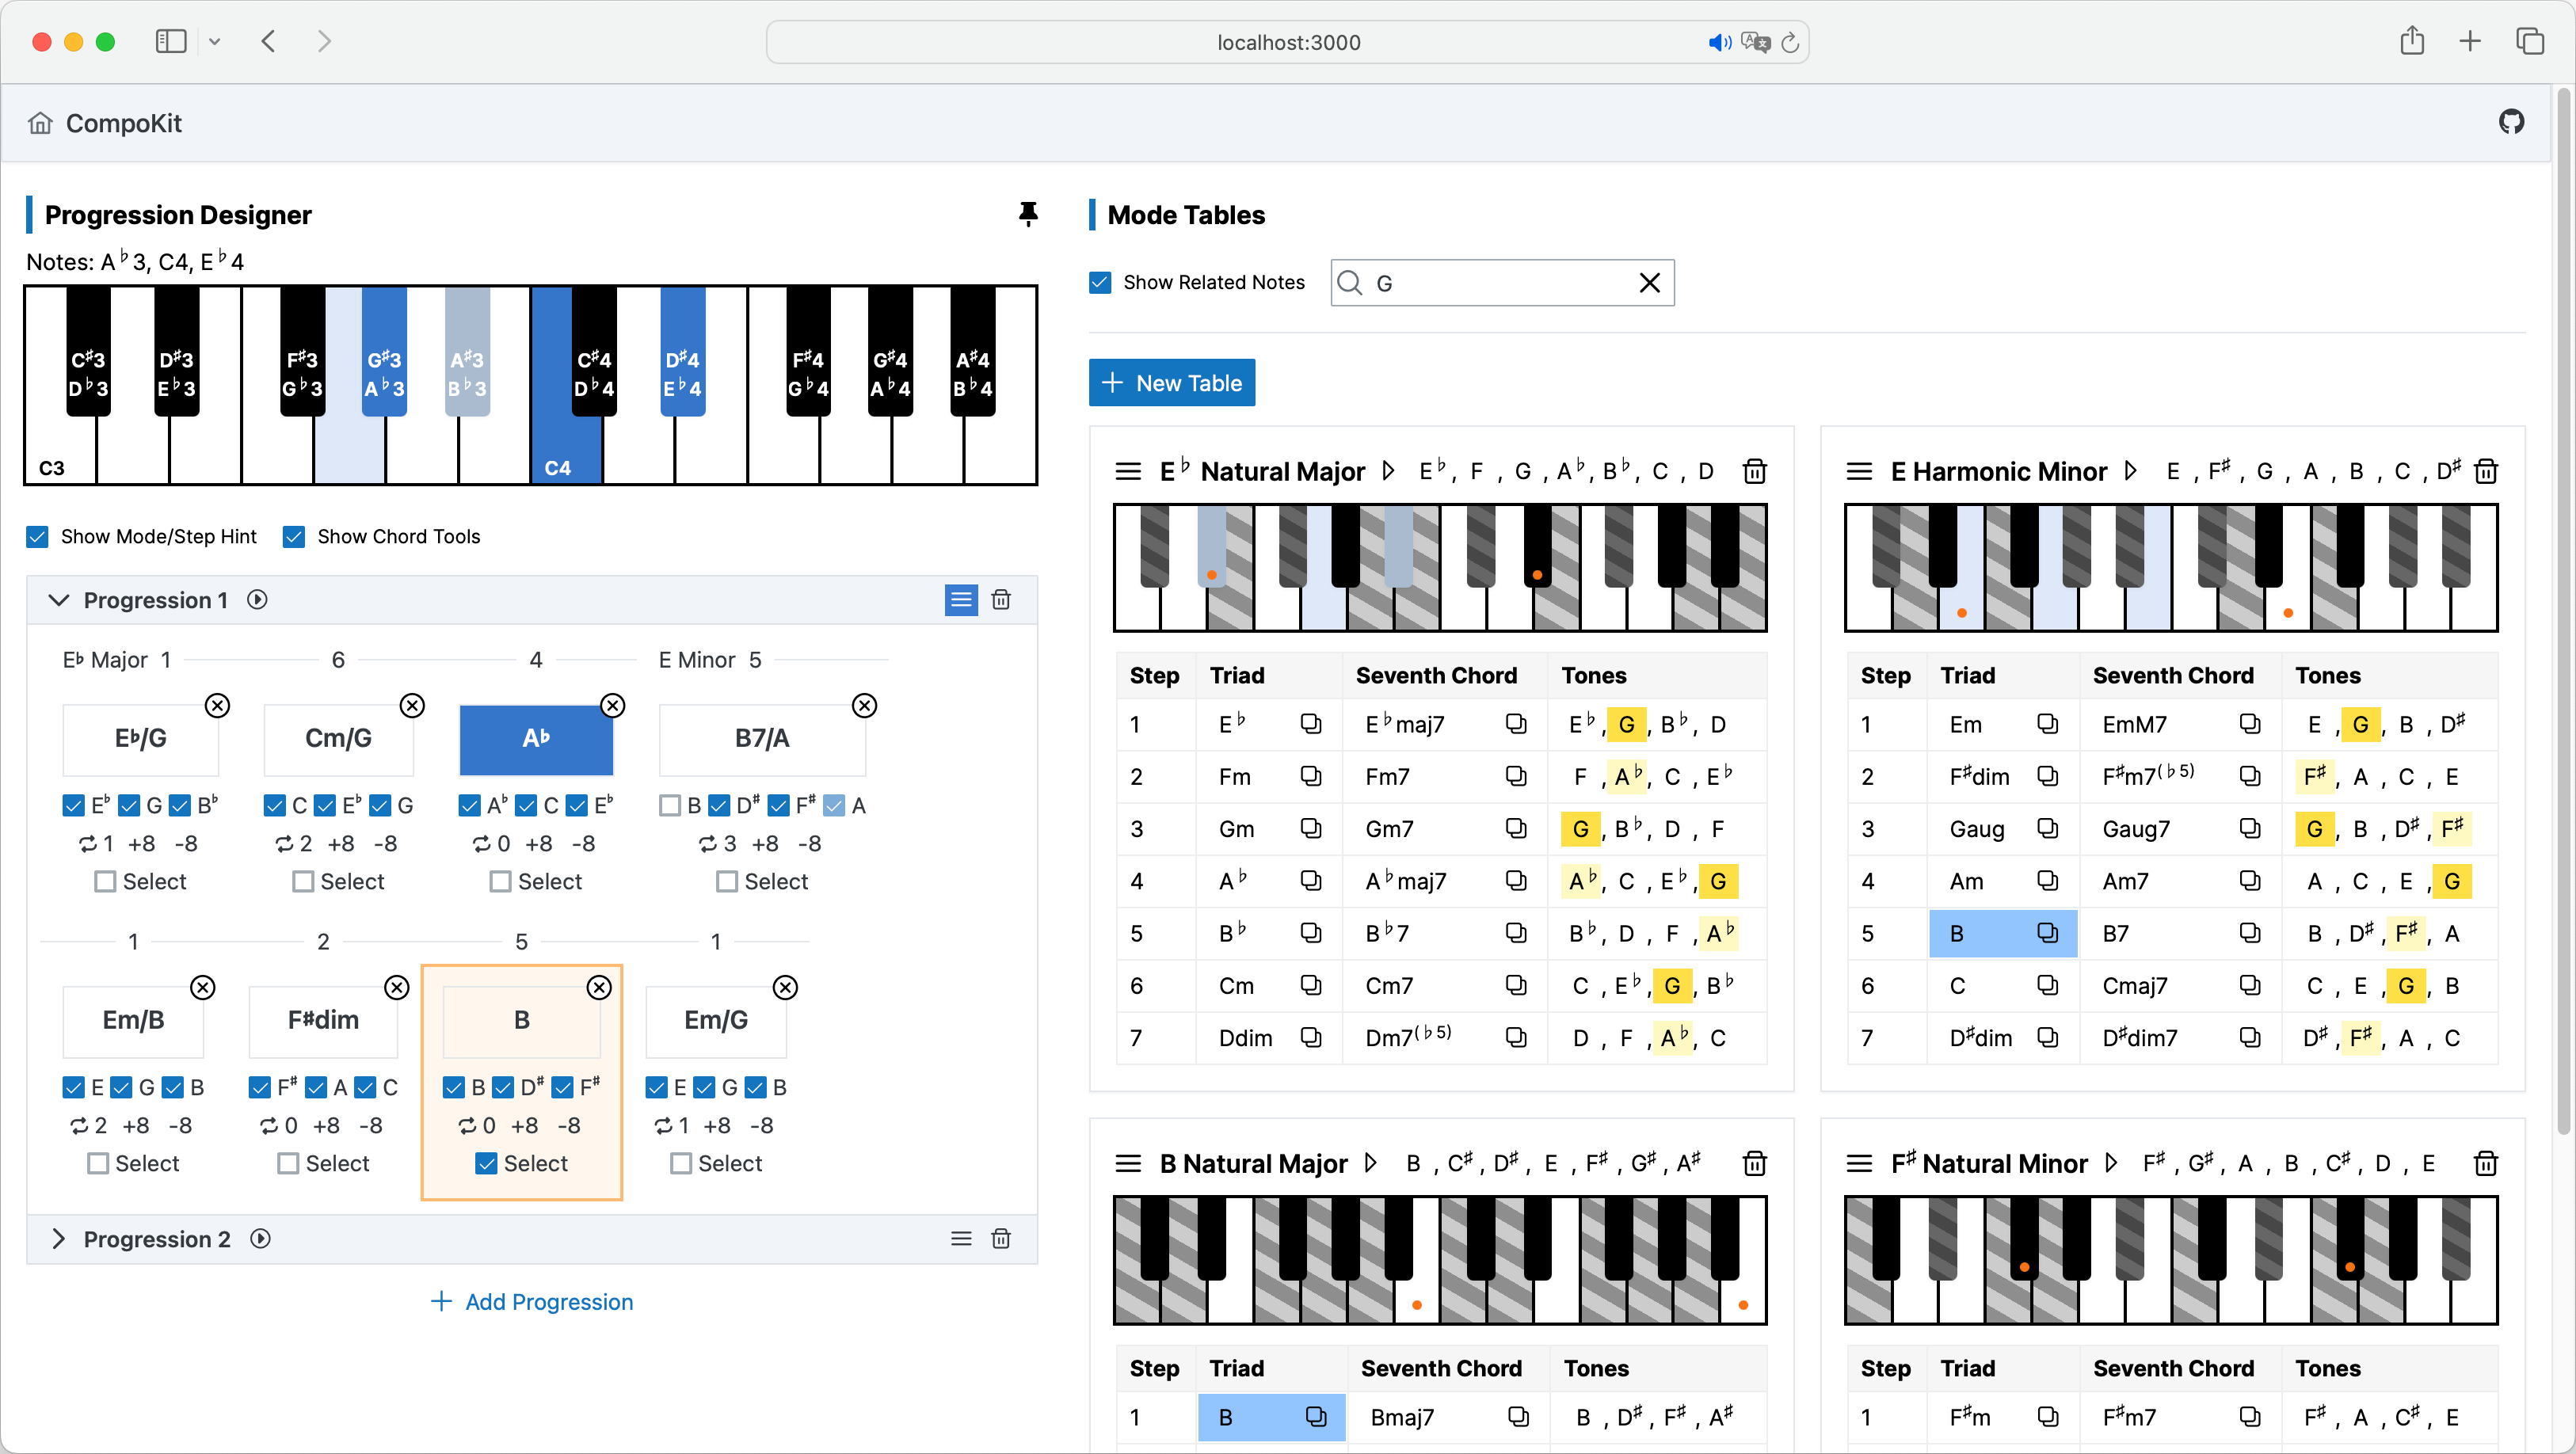 localhost:3000
CompoKit
Progression Designer
Notes: A♭3, C4, E♭4
C♯3 D♯3 F♯3 G♯3 A♯3 C♯4 D♯4 F♯4 G♯4 A♯4
D♭3 E♭3 G♭3 A♭3 B♭3 D♭4 E♭4 G♭4 A♭4 B♭4
C3 C4
Show Mode/Step Hint Show Chord Tools
Progression 1
E♭ Major 1 6 4 E Minor 5
E♭/G Cm/G A♭ B7/A
E♭ G B♭ C E♭ G A♭ C E♭ B D♯ F♯ A
1 +8 -8 2 +8 -8 0 +8 -8 3 +8 -8
Select Select Select Select
1 2 5 1
Em/B F♯dim B Em/G
E G B F♯ A C B D♯ F♯ E G B
2 +8 -8 0 +8 -8 0 +8 -8 1 +8 -8
Select Select Select Select
Progression 2
Add Progression
Mode Tables
Show Related Notes G
New Table
E♭ Natural Major E♭, F, G, A♭, B♭, C, D
Step Triad Seventh Chord Tones
1 E♭ E♭maj7 E♭, G, B♭, D
2 Fm Fm7 F, A♭, C, E♭
3 Gm Gm7 G, B♭, D, F
4 A♭ A♭maj7 A♭, C, E♭, G
5 B♭ B♭7 B♭, D, F, A♭
6 Cm Cm7 C, E♭, G, B♭
7 Ddim Dm7(♭5) D, F, A♭, C
E Harmonic Minor E, F♯, G, A, B, C, D♯
Step Triad Seventh Chord Tones
1 Em EmM7 E, G, B, D♯
2 F♯dim F♯m7(♭5) F♯, A, C, E
3 Gaug Gaug7 G, B, D♯, F♯
4 Am Am7 A, C, E, G
5 B B7 B, D♯, F♯, A
6 C Cmaj7 C, E, G, B
7 D♯dim D♯dim7 D♯, F♯, A, C
B Natural Major B, C♯, D♯, E, F♯, G♯, A♯
Step Triad Seventh Chord Tones
1 B Bmaj7 B, D♯, F♯, A♯
F♯ Natural Minor F♯, G♯, A, B, C♯, D, E
Step Triad Seventh Chord Tones
1 F♯m F♯m7 F♯, A, C♯, E